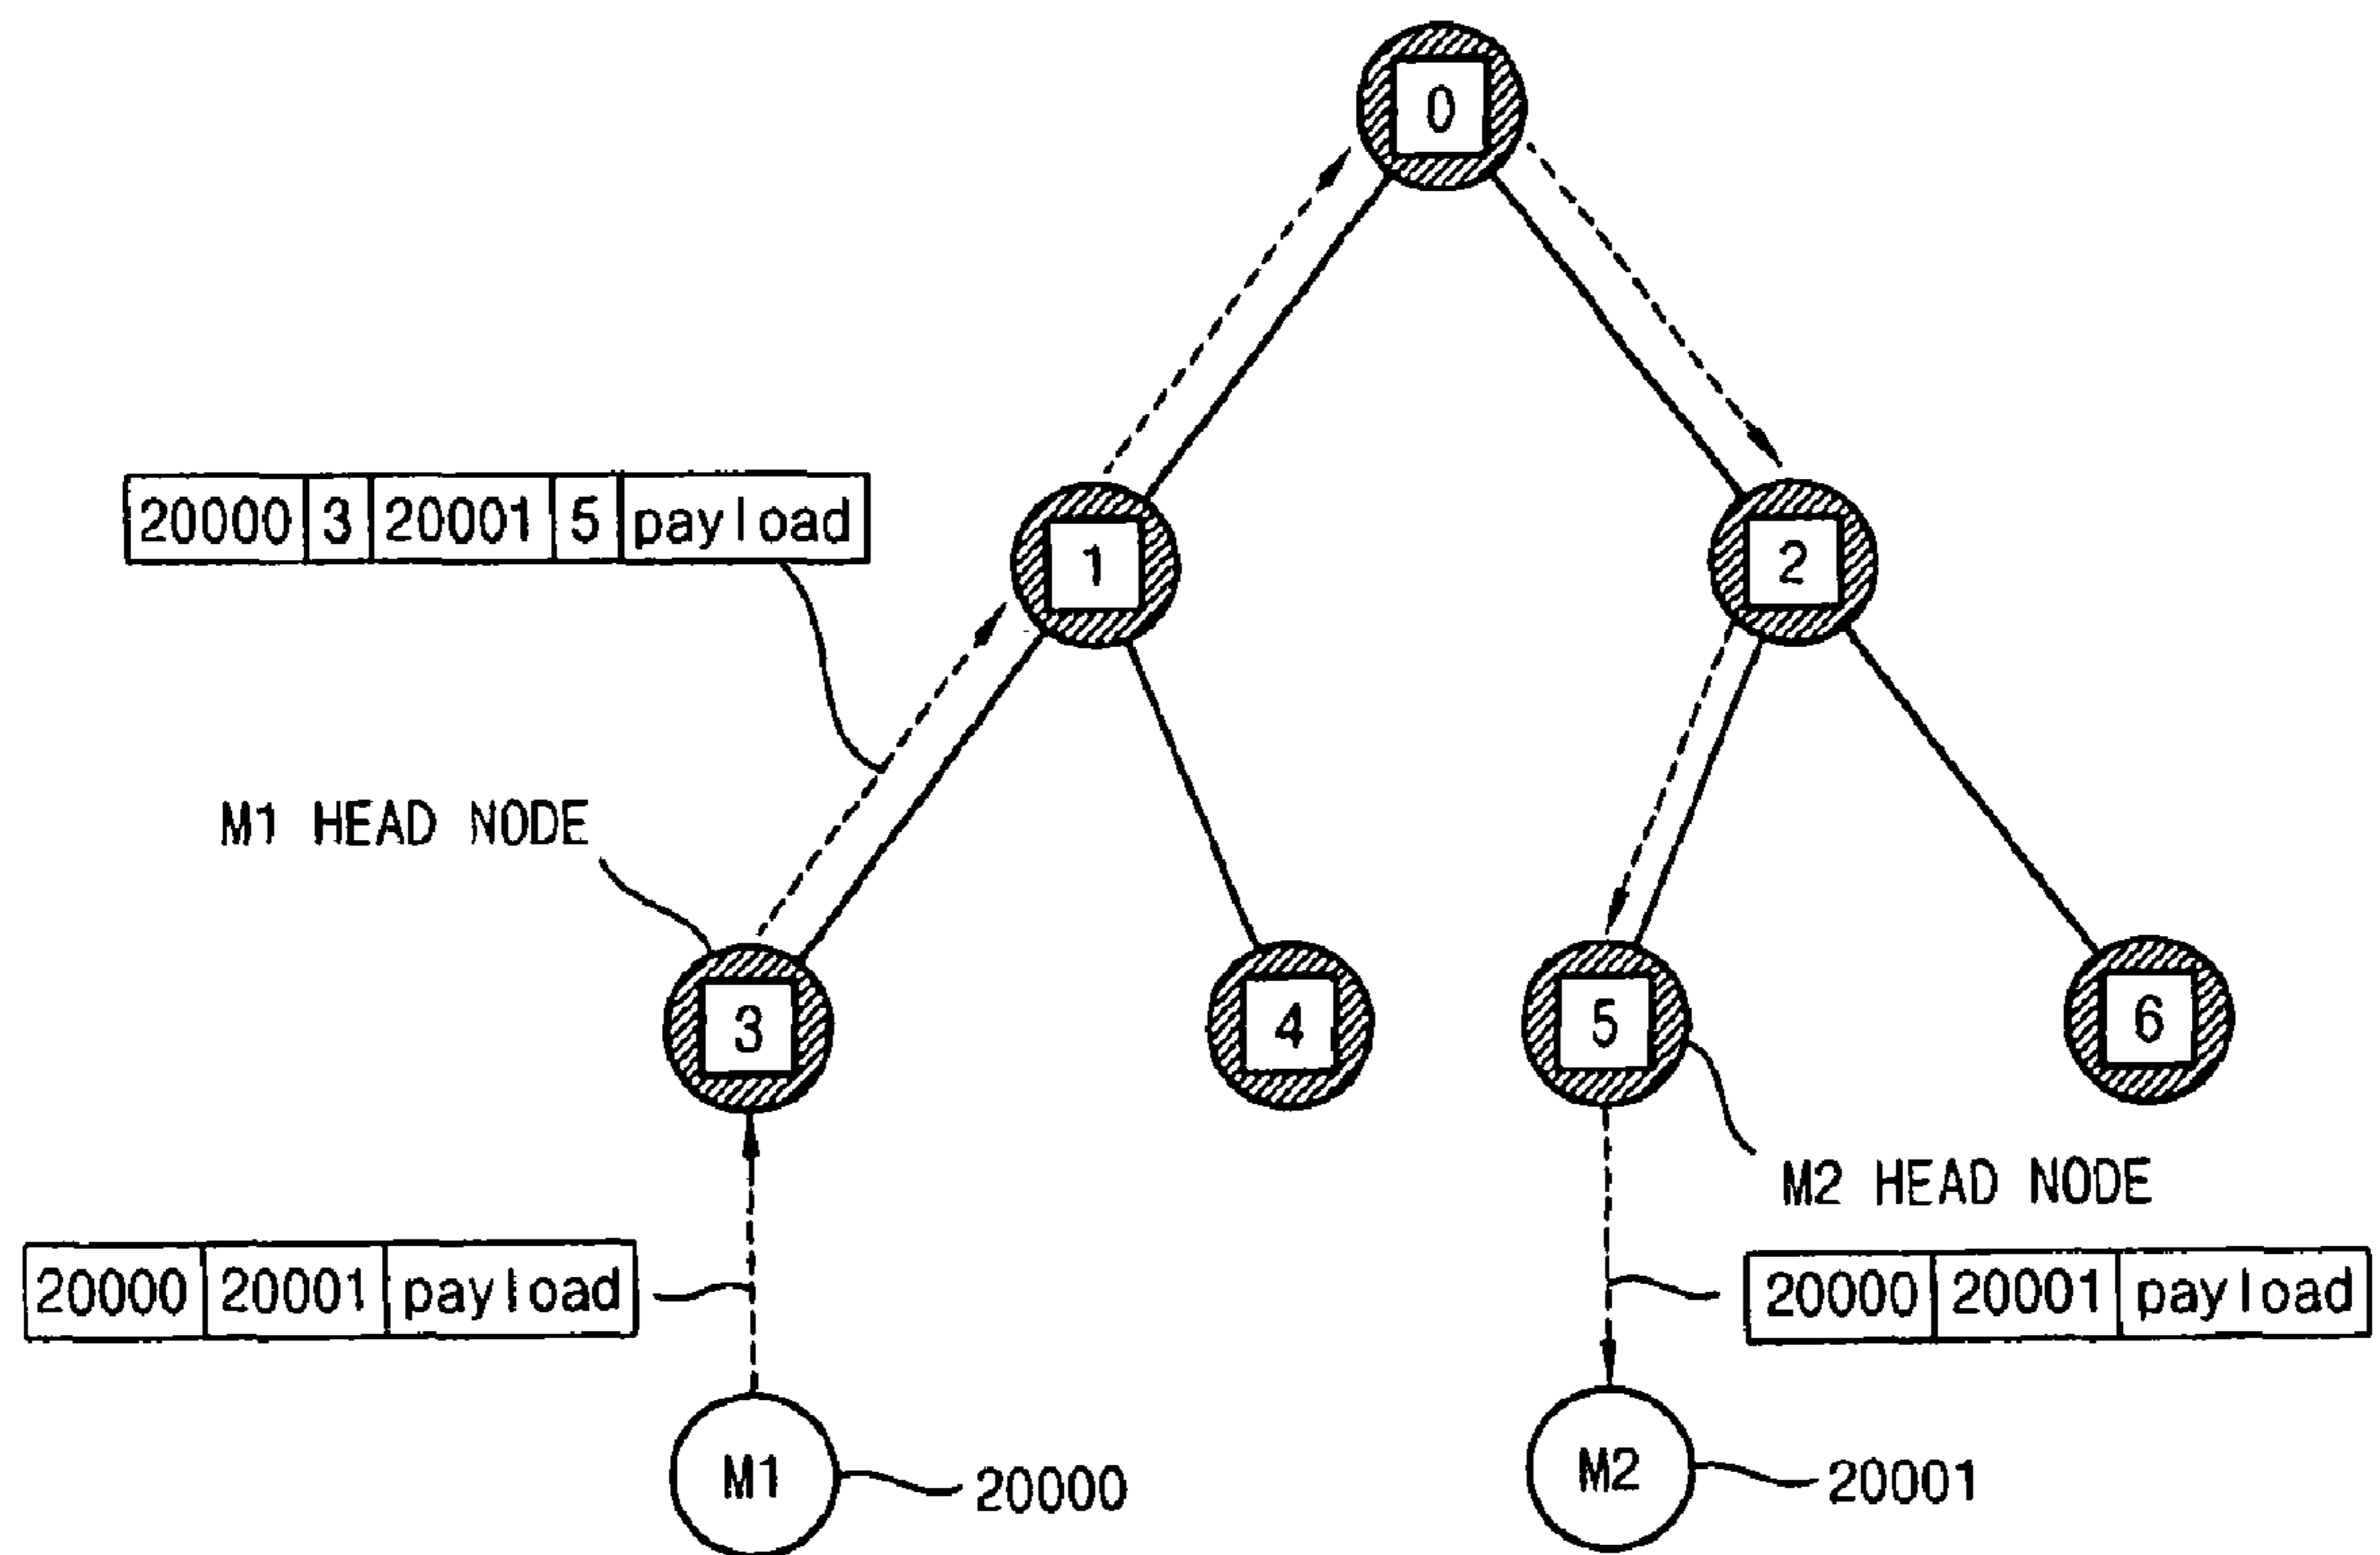 0
20000 3 20001 5 payload
1
2
M1 HEAD NODE
3
4
5
6
M2 HEAD NODE
20000 20001 payload
20000 20001 payload
M1
20000
M2
20001